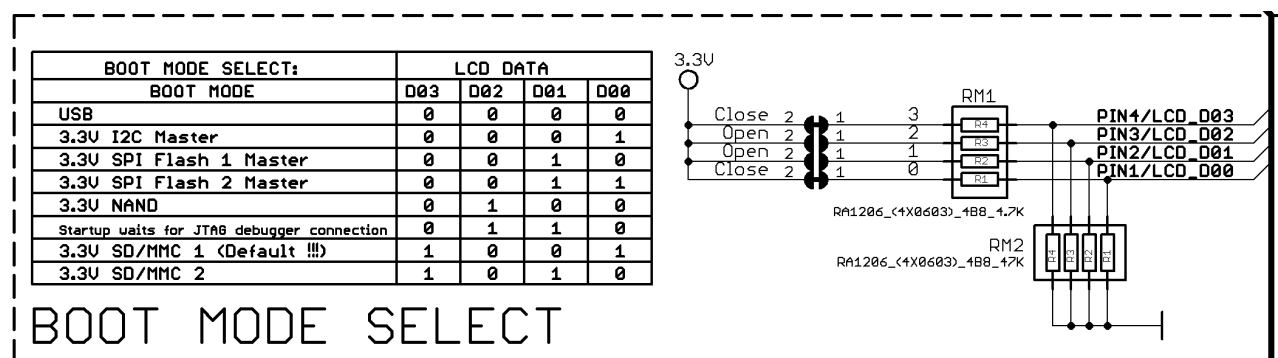 BOOT MODE SELECT: LCD DATA
BOOT MODE D03 D02 D01 D00
USB 0 0 0 0
3.3V I2C Master 0 0 0 1
3.3V SPI Flash 1 Master 0 0 1 0
3.3V SPI Flash 2 Master 0 0 1 1
3.3V NAND 0 1 0 0
Startup waits for JTAG debugger connection 0 1 1 0
3.3V SD/MMC 1 (Default !!!) 1 0 0 1
3.3V SD/MMC 2 1 0 1 0
BOOT MODE SELECT
3.3V
RM1
Close 2 1 3 R4 PIN4/LCD_D03
Open 2 1 2 R3 PIN3/LCD_D02
Open 2 1 1 R2 PIN2/LCD_D01
Close 2 1 0 R1 PIN1/LCD_D00
RA1206_(4X0603)_4B8_4.7K
RM2
RA1206_(4X0603)_4B8_47K
R4 R3 R2 R1